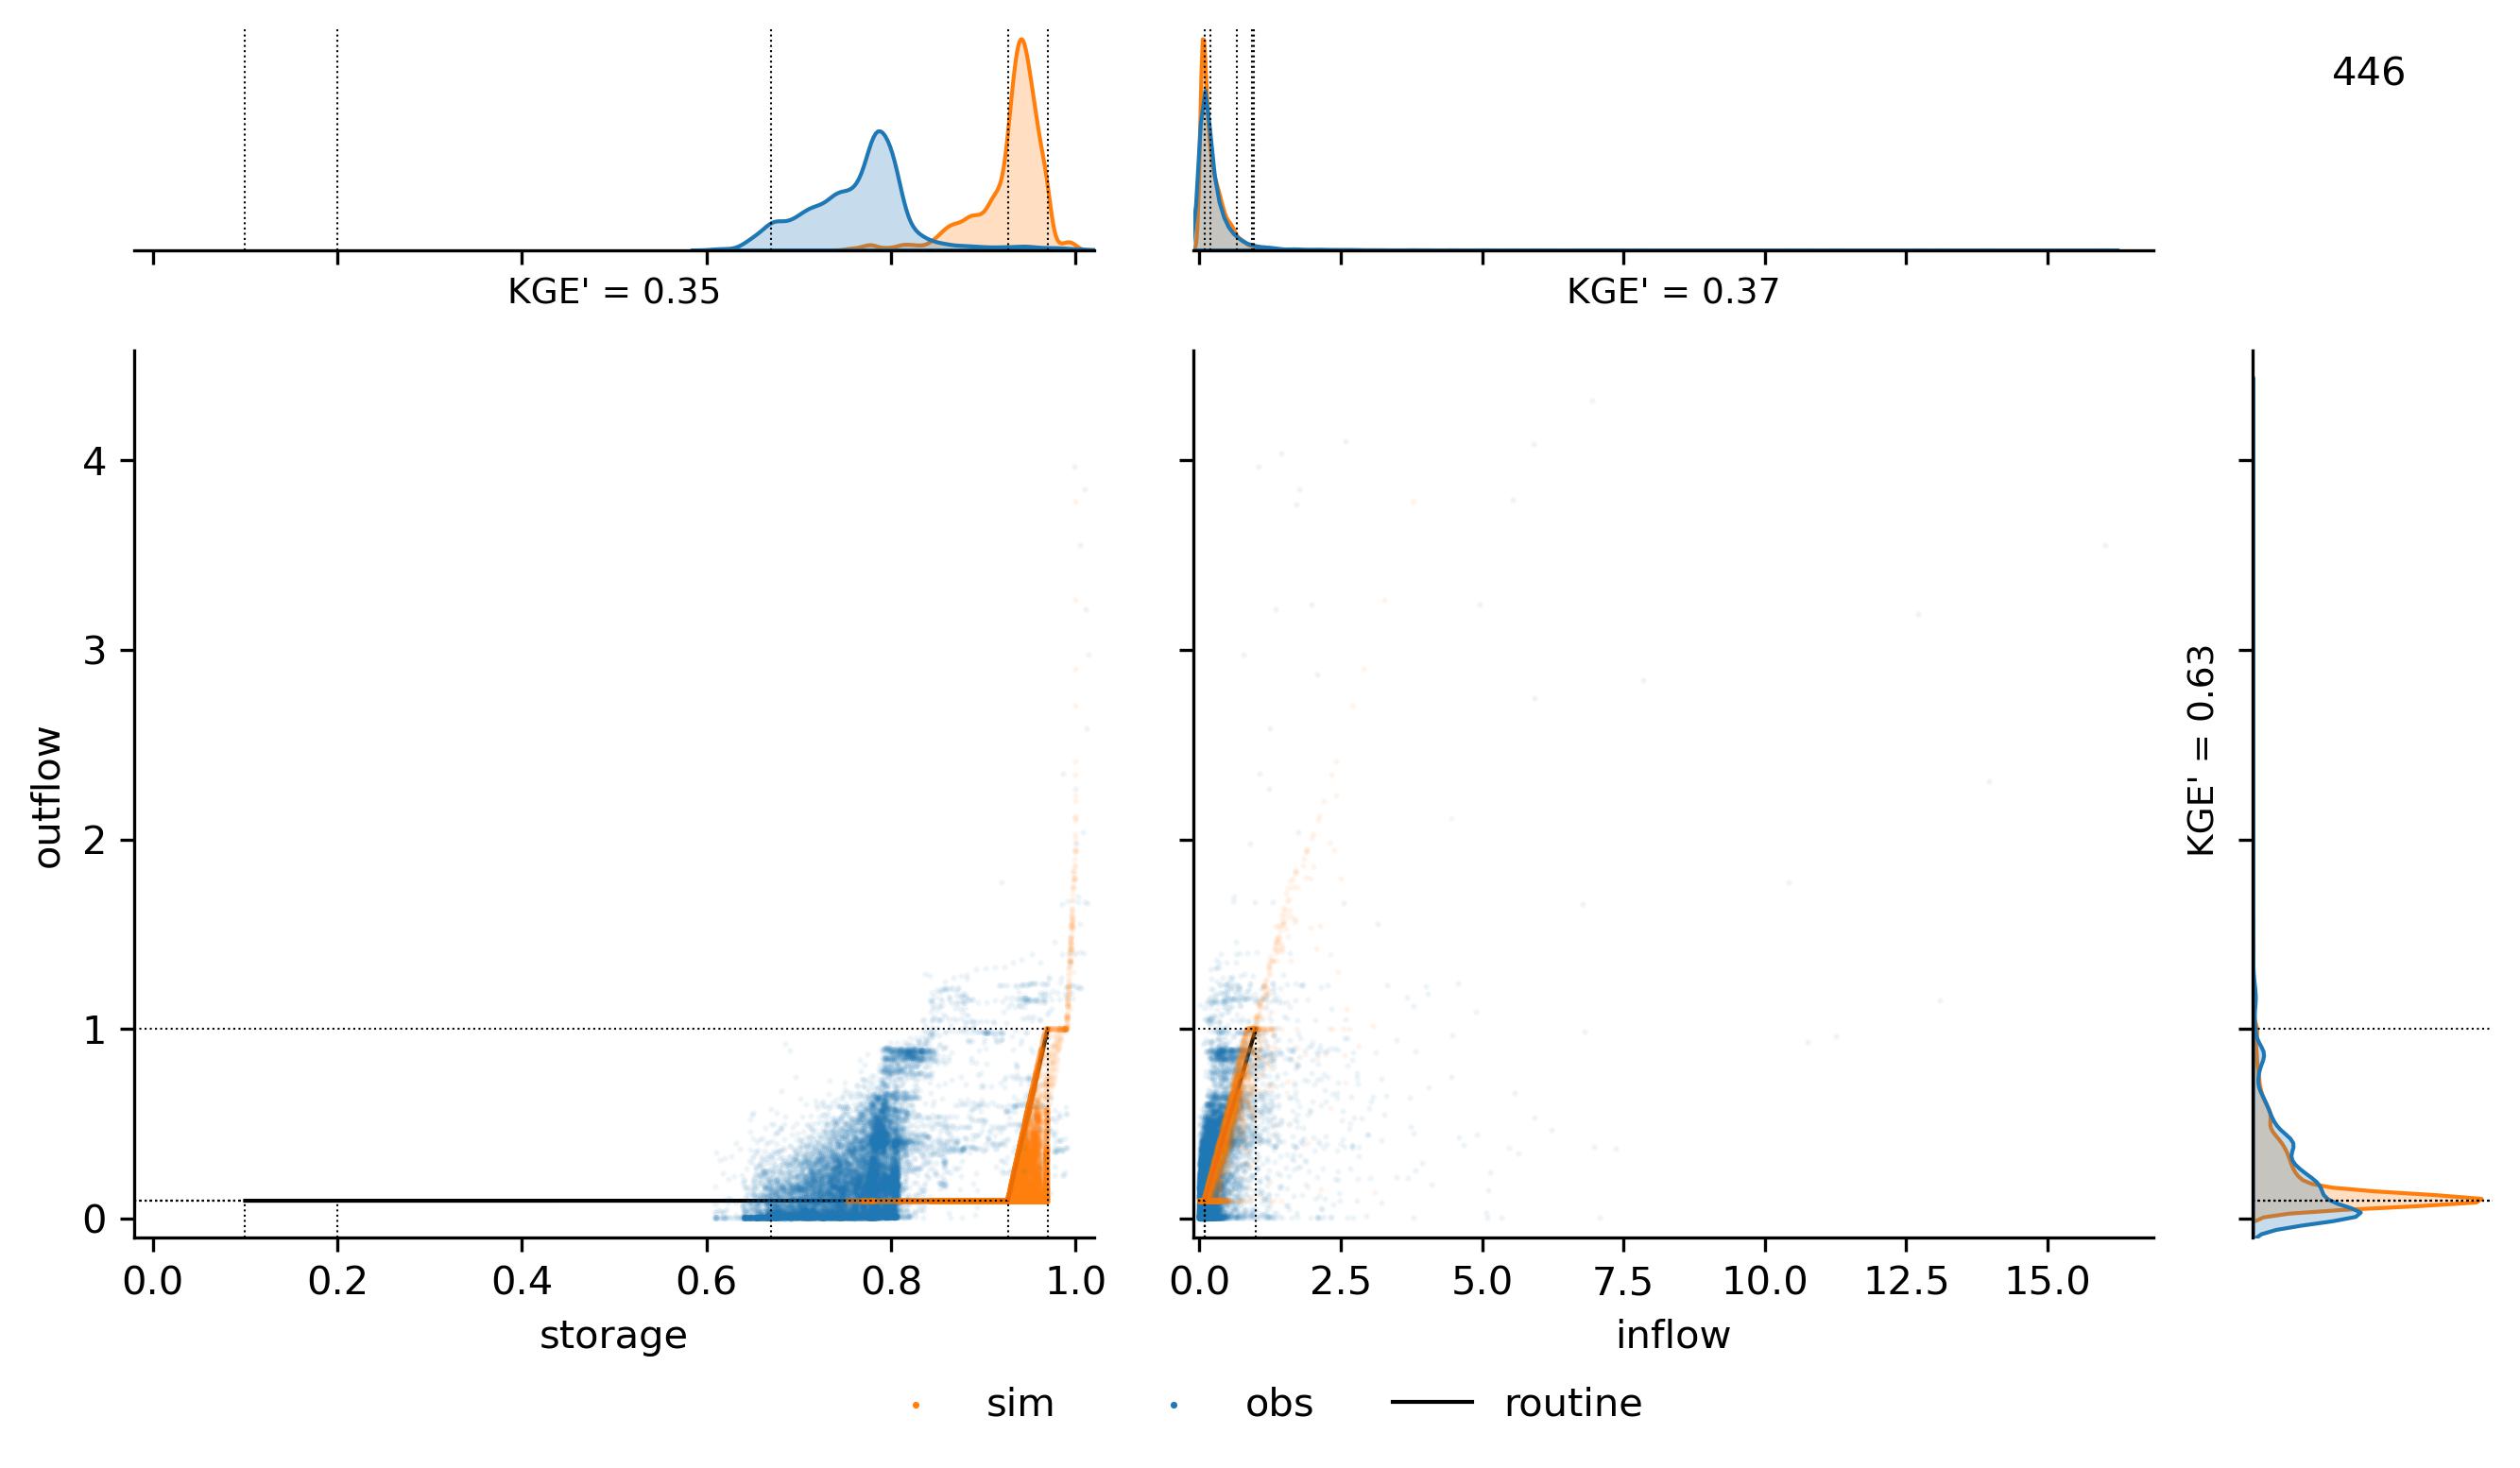 446
KGE' = 0.35
KGE' = 0.37
4
3
2
1
0
outflow
KGE' = 0.63
0.0 0.2 0.4 0.6 0.8 1.0
0.0 2.5 5.0 7.5 10.0 12.5 15.0
storage
inflow
sim obs routine